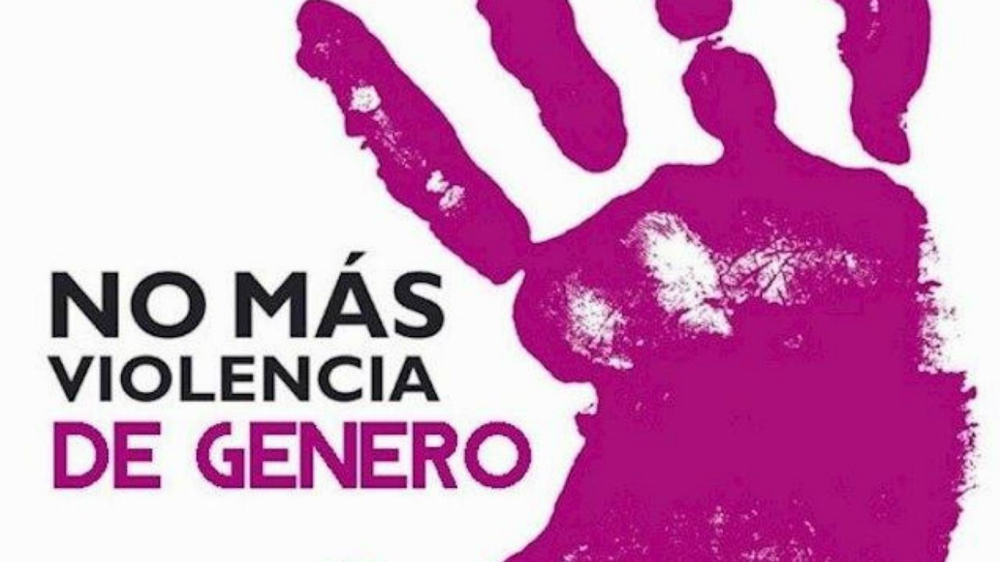 NO MÁS
VIOLENCIA
DE GENERO